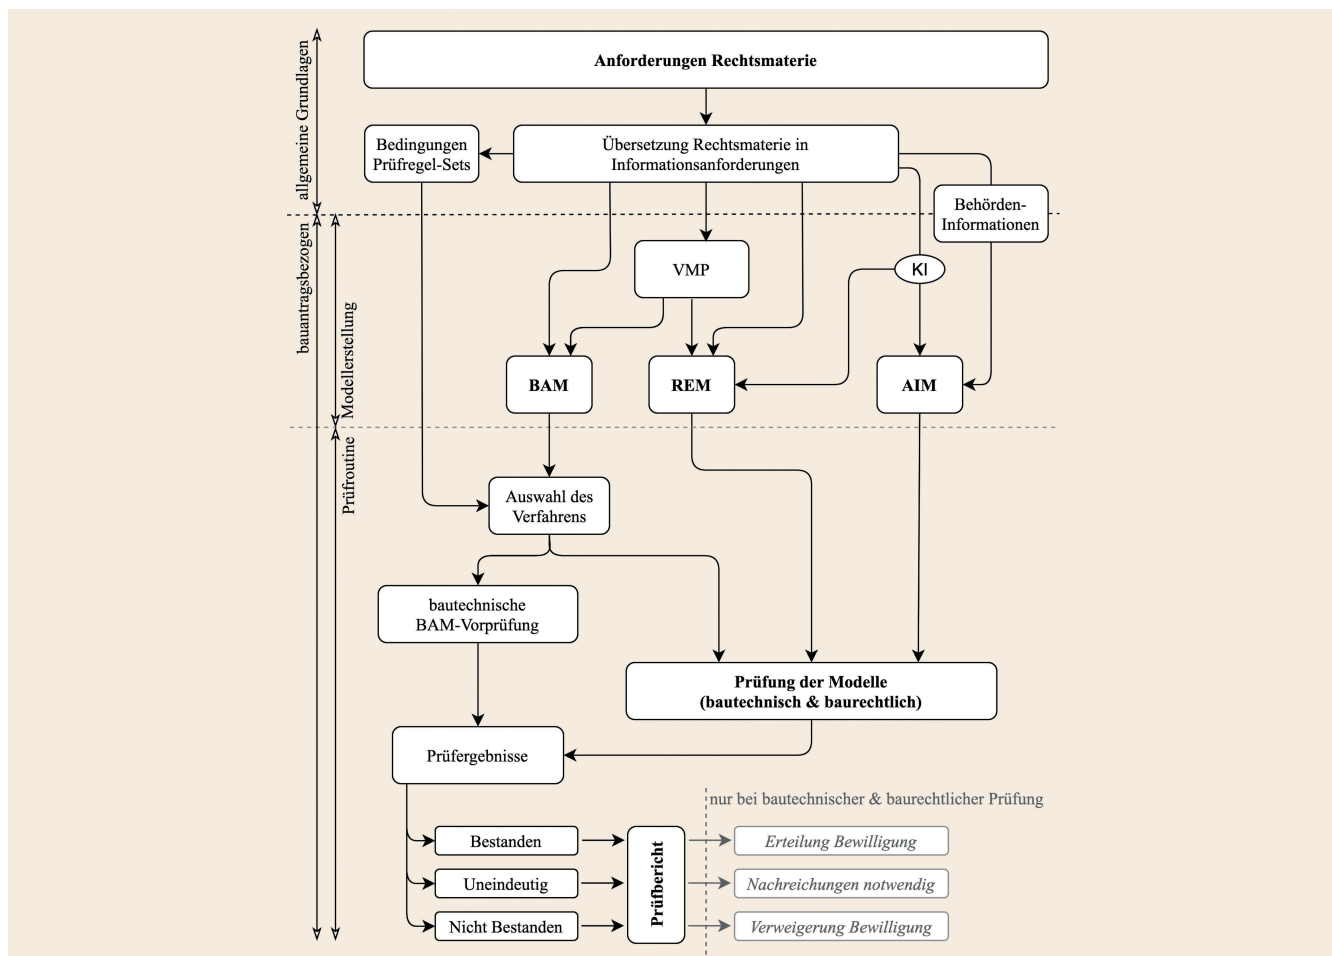 Anforderungen Rechtsmaterie
allgemeine Grundlagen
Bedingungen
Prüfregel-Sets
Übersetzung Rechtsmaterie in
Informationsanforderungen
Behörden-
Informationen
bauantragsbezogen
Modellerstellung
VMP
KI
BAM
REM
AIM
Prüfroutine
Auswahl des
Verfahrens
bautechnische
BAM-Vorprüfung
Prüfung der Modelle
(bautechnisch & baurechtlich)
Prüfergebnisse
nur bei bautechnischer & baurechtlicher Prüfung
Bestanden
Uneindeutig
Nicht Bestanden
Prüfbericht
Erteilung Bewilligung
Nachreichungen notwendig
Verweigerung Bewilligung